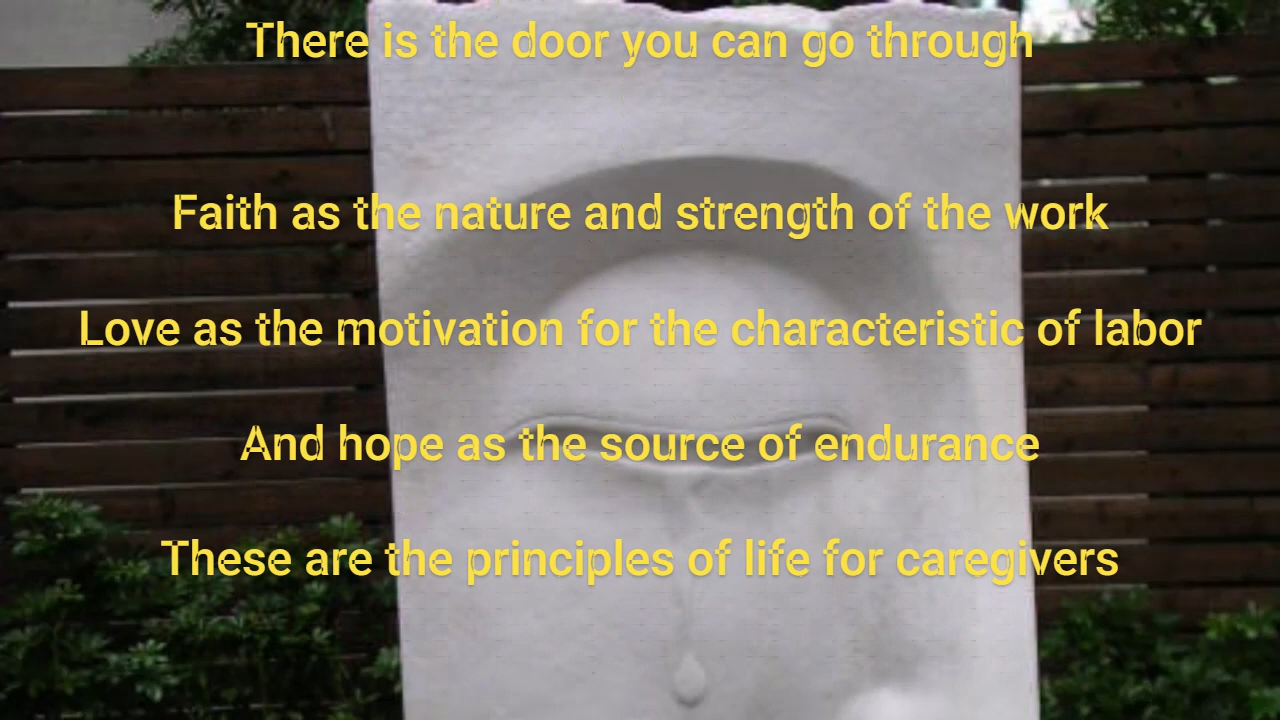 There is the door you can go through
Faith as the nature and strength of the work
Love as the motivation for the characteristic of labor
And hope as the source of endurance
These are the principles of life for caregivers